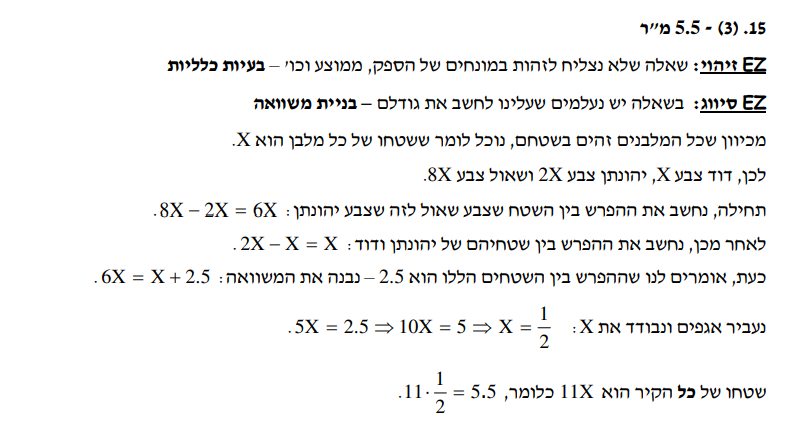 15. (3) - 5.5 מ״ר
EZ זיהוי: שאלה שלא נצליח לזהות במונחים של הספק, ממוצע וכו׳ – בעיות כלליות
EZ סיווג: בשאלה יש נעלמים שעלינו לחשב את גודלם – בניית משוואה
מכיוון שכל המלבנים זהים בשטחם, נוכל לומר ששטחו של כל מלבן הוא X.
לכן, דוד צבע X, יהונתן צבע 2X ושאול צבע 8X.
תחילה, נחשב את ההפרש בין השטח שצבע שאול לזה שצבע יהונתן: 8X − 2X = 6X.
לאחר מכן, נחשב את ההפרש בין שטחיהם של יהונתן ודוד: 2X − X = X.
כעת, אומרים לנו שההפרש בין השטחים הללו הוא 2.5 – נבנה את המשוואה: 6X = X + 2.5.
נעביר אגפים ונבודד את X: 5X = 2.5 ⇒ 10X = 5 ⇒ X = 1/2.
שטחו של כל הקיר הוא 11X כלומר, 11 · 1/2 = 5.5.